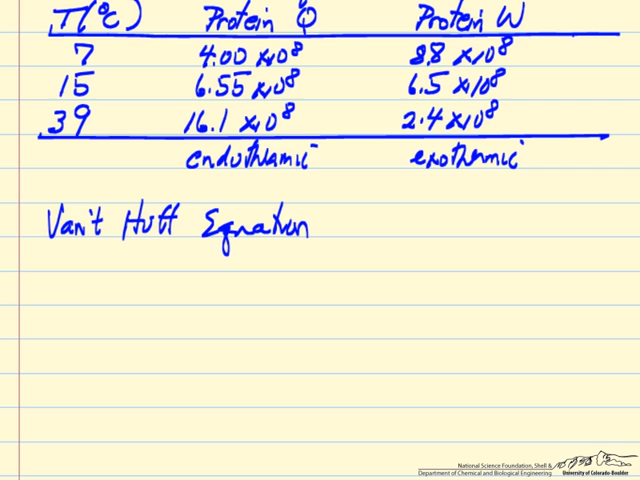 T(°C) Protein Q Protein W
7 4.00 x10⁸ 8.8 x10⁸
15 6.55 x10⁸ 6.5 x10⁸
39 16.1 x10⁸ 2.4 x10⁸
endothermic exothermic
Van't Hoff Equation
National Science Foundation, Shell &
Department of Chemical and Biological Engineering University of Colorado-Boulder